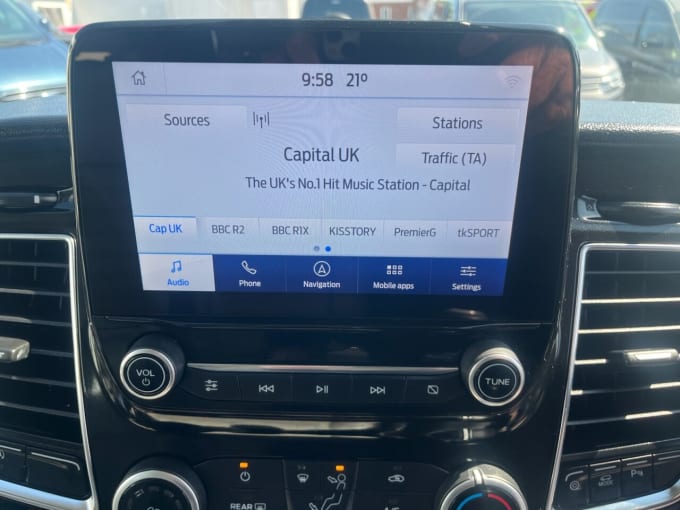 9:58 21°
Sources
Stations
Capital UK
Traffic (TA)
The UK's No.1 Hit Music Station - Capital
Cap UK BBC R2 BBC R1X KISSTORY PremierG tkSPORT
Audio Phone Navigation Mobile apps Settings
VOL
TUNE
REAR
MODE